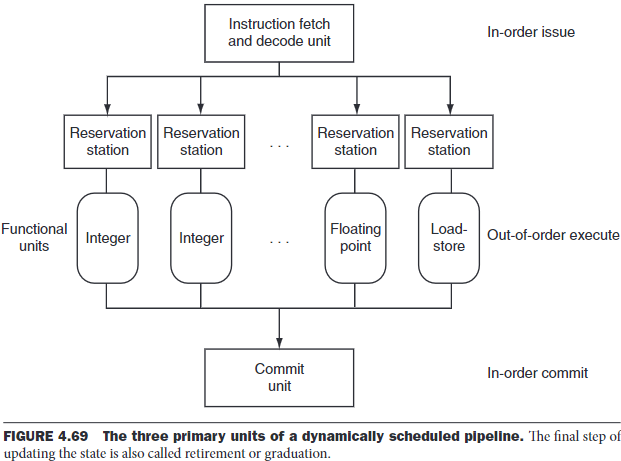 Instruction fetch
and decode unit
In-order issue
Reservation
station
Reservation
station
. . .
Reservation
station
Reservation
station
Functional
units
Integer
Integer
. . .
Floating
point
Load-
store
Out-of-order execute
Commit
unit
In-order commit
FIGURE 4.69 The three primary units of a dynamically scheduled pipeline. The final step of
updating the state is also called retirement or graduation.